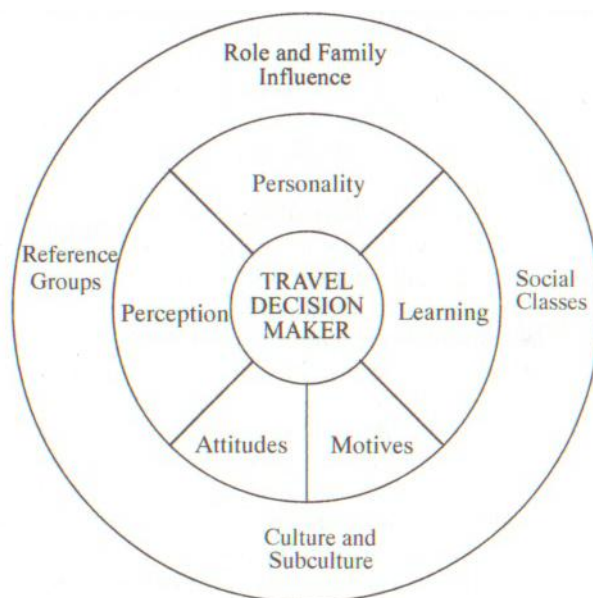 Role and Family
Influence
Personality
Reference
Groups
TRAVEL
DECISION
MAKER
Perception
Learning
Social
Classes
Attitudes
Motives
Culture and
Subculture